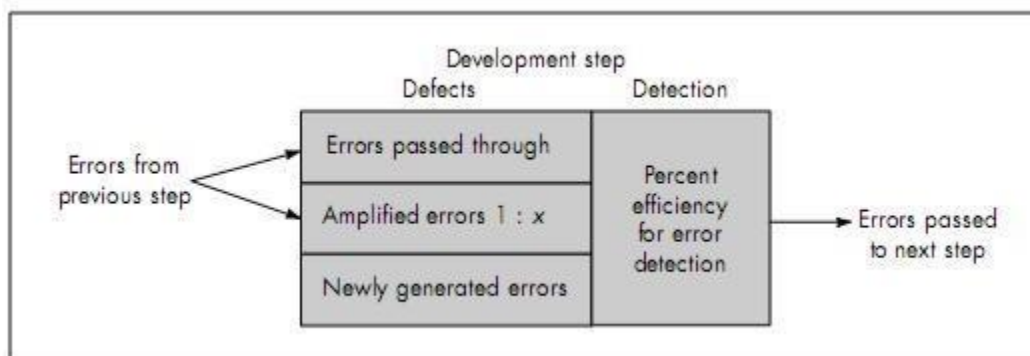 Development step
Defects
Detection
Errors from
previous step
Errors passed through
Amplified errors 1 : x
Newly generated errors
Percent
efficiency
for error
detection
Errors passed
to next step